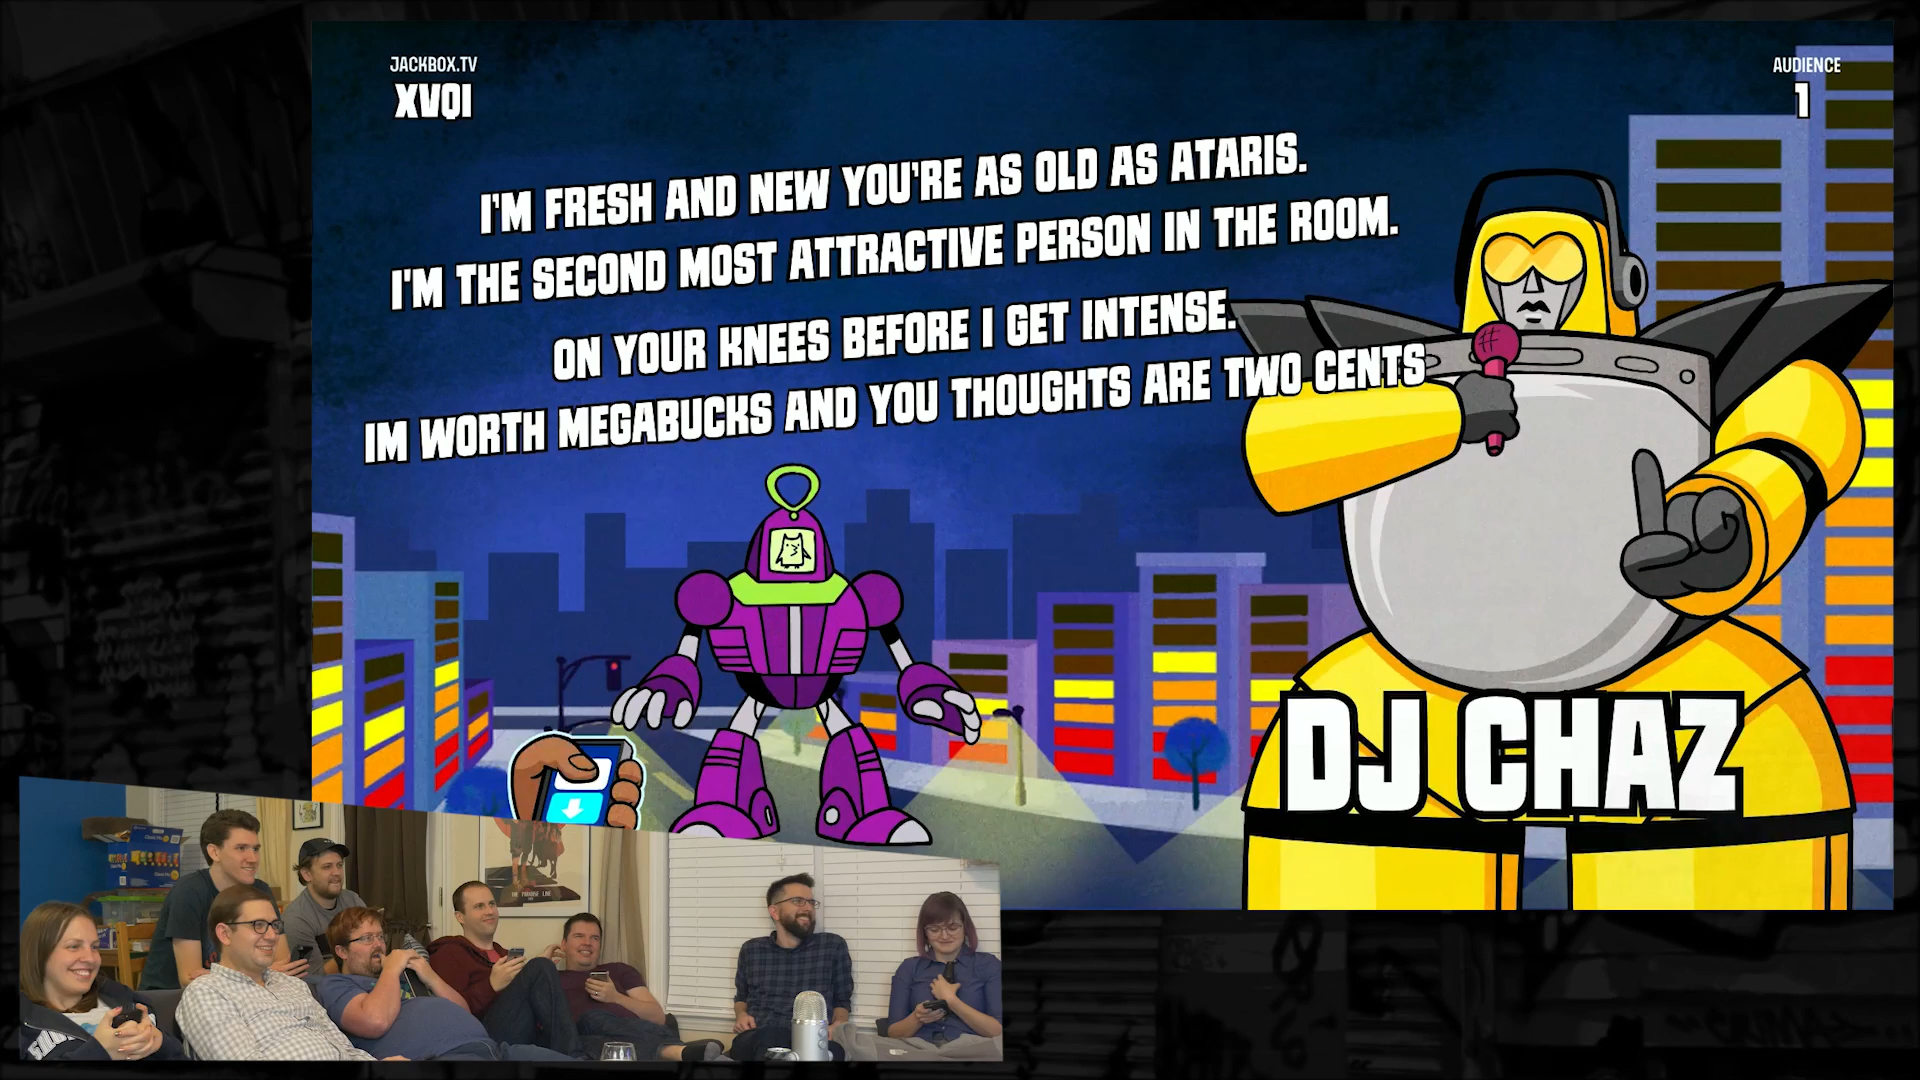 JACKBOX.TV
XVQI
AUDIENCE
1
I'M FRESH AND NEW YOU'RE AS OLD AS ATARIS.
I'M THE SECOND MOST ATTRACTIVE PERSON IN THE ROOM.
ON YOUR KNEES BEFORE I GET INTENSE.
IM WORTH MEGABUCKS AND YOU THOUGHTS ARE TWO CENTS
DJ CHAZ